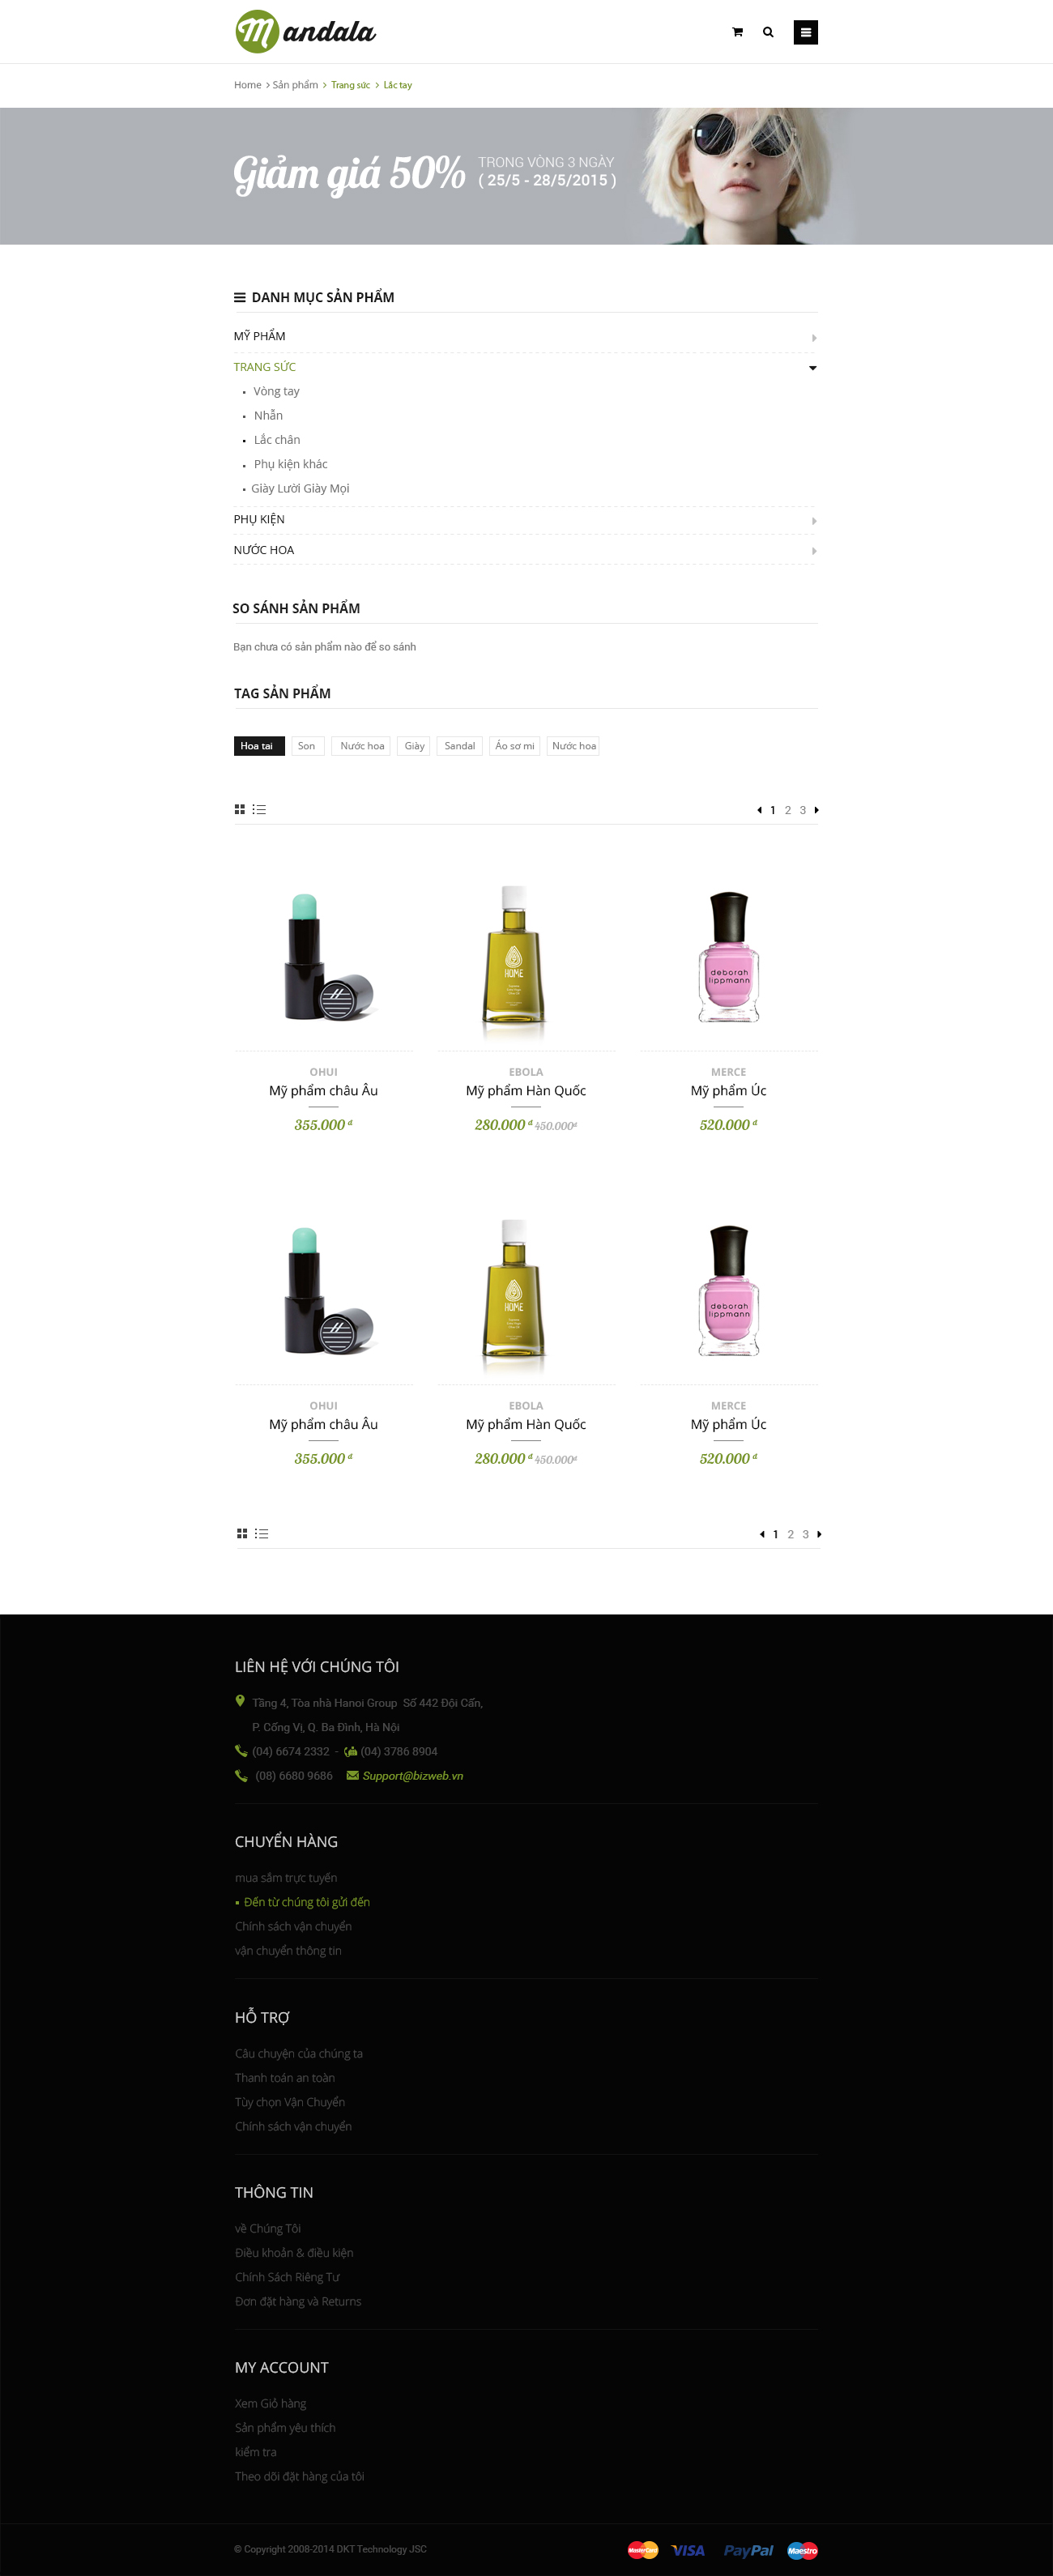 Mandala
Home > Sản phẩm > Trang sức > Lắc tay
Giảm giá 50%
TRONG VÒNG 3 NGÀY
( 25/5 - 28/5/2015 )
DANH MỤC SẢN PHẨM
MỸ PHẨM
TRANG SỨC
Vòng tay
Nhẫn
Lắc chân
Phụ kiện khác
Giày Lười Giày Mọi
PHỤ KIỆN
NƯỚC HOA
SO SÁNH SẢN PHẨM
Bạn chưa có sản phẩm nào để so sánh
TAG SẢN PHẨM
Hoa tai Son Nước hoa Giày Sandal Áo sơ mi Nước hoa
1 2 3
HOME
deborah
lippmann
OHUI EBOLA MERCE
Mỹ phẩm châu Âu Mỹ phẩm Hàn Quốc Mỹ phẩm Úc
355.000 đ 280.000 đ 450.000đ 520.000 đ
HOME
deborah
lippmann
OHUI EBOLA MERCE
Mỹ phẩm châu Âu Mỹ phẩm Hàn Quốc Mỹ phẩm Úc
355.000 đ 280.000 đ 450.000đ 520.000 đ
1 2 3
LIÊN HỆ VỚI CHÚNG TÔI
Tầng 4, Tòa nhà Hanoi Group Số 442 Đội Cấn,
P. Cống Vị, Q. Ba Đình, Hà Nội
(04) 6674 2332 - (04) 3786 8904
(08) 6680 9686 Support@bizweb.vn
CHUYỂN HÀNG
mua sắm trực tuyến
Đến từ chúng tôi gửi đến
Chính sách vận chuyển
vận chuyển thông tin
HỖ TRỢ
Câu chuyện của chúng ta
Thanh toán an toàn
Tùy chọn Vận Chuyển
Chính sách vận chuyển
THÔNG TIN
về Chúng Tôi
Điều khoản & điều kiện
Chính Sách Riêng Tư
Đơn đặt hàng và Returns
MY ACCOUNT
Xem Giỏ hàng
Sản phẩm yêu thích
kiểm tra
Theo dõi đặt hàng của tôi
© Copyright 2008-2014 DKT Technology JSC
MasterCard VISA PayPal Maestro